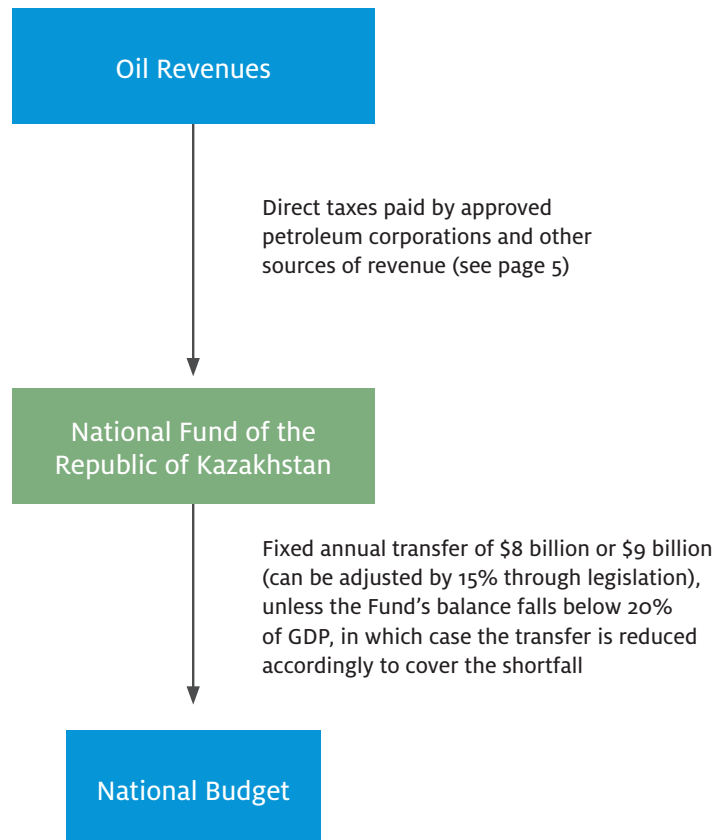 Oil Revenues
Direct taxes paid by approved
petroleum corporations and other
sources of revenue (see page 5)
National Fund of the
Republic of Kazakhstan
Fixed annual transfer of $8 billion or $9 billion
(can be adjusted by 15% through legislation),
unless the Fund’s balance falls below 20%
of GDP, in which case the transfer is reduced
accordingly to cover the shortfall
National Budget